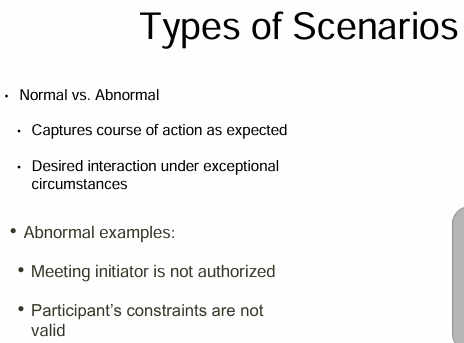 Types of Scenarios
• Normal vs. Abnormal
• Captures course of action as expected
• Desired interaction under exceptional
circumstances
• Abnormal examples:
• Meeting initiator is not authorized
• Participant's constraints are not
valid